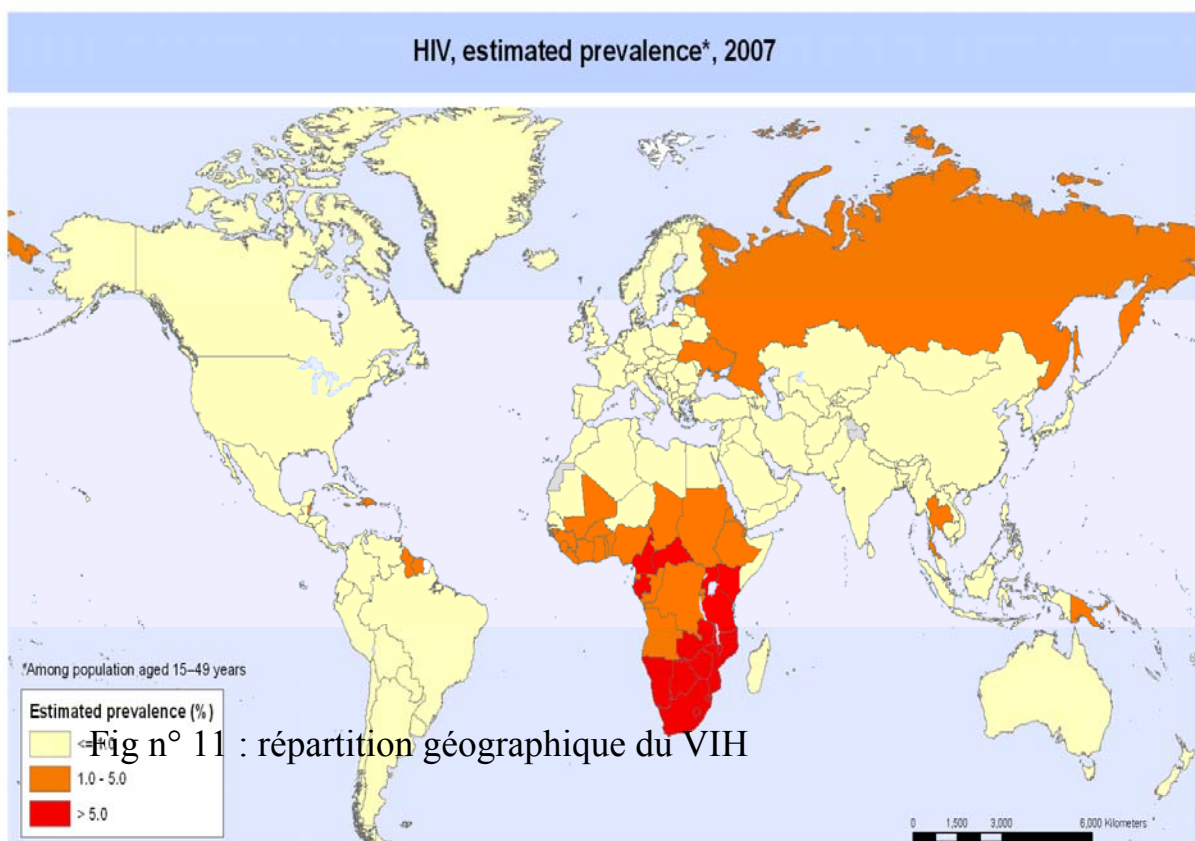 HIV, estimated prevalence*, 2007
*Among population aged 15–49 years
Estimated prevalence (%)
Fig n° 11 : répartition géographique du VIH
1.0 - 5.0
> 5.0
0 1,500 3,000 6,000 Kilometers